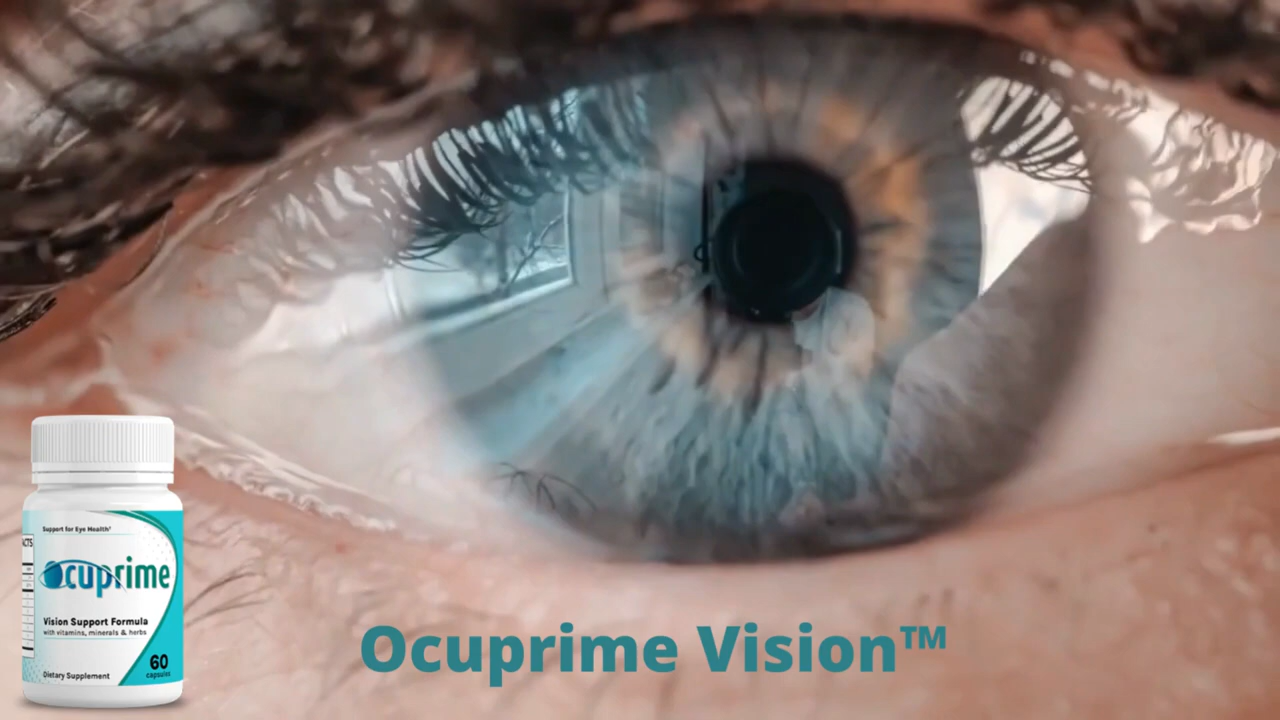 Support for Eye Health*
Ocuprime
Vision Support Formula
with vitamins, minerals & herbs
60
capsules
Dietary Supplement
Ocuprime Vision™